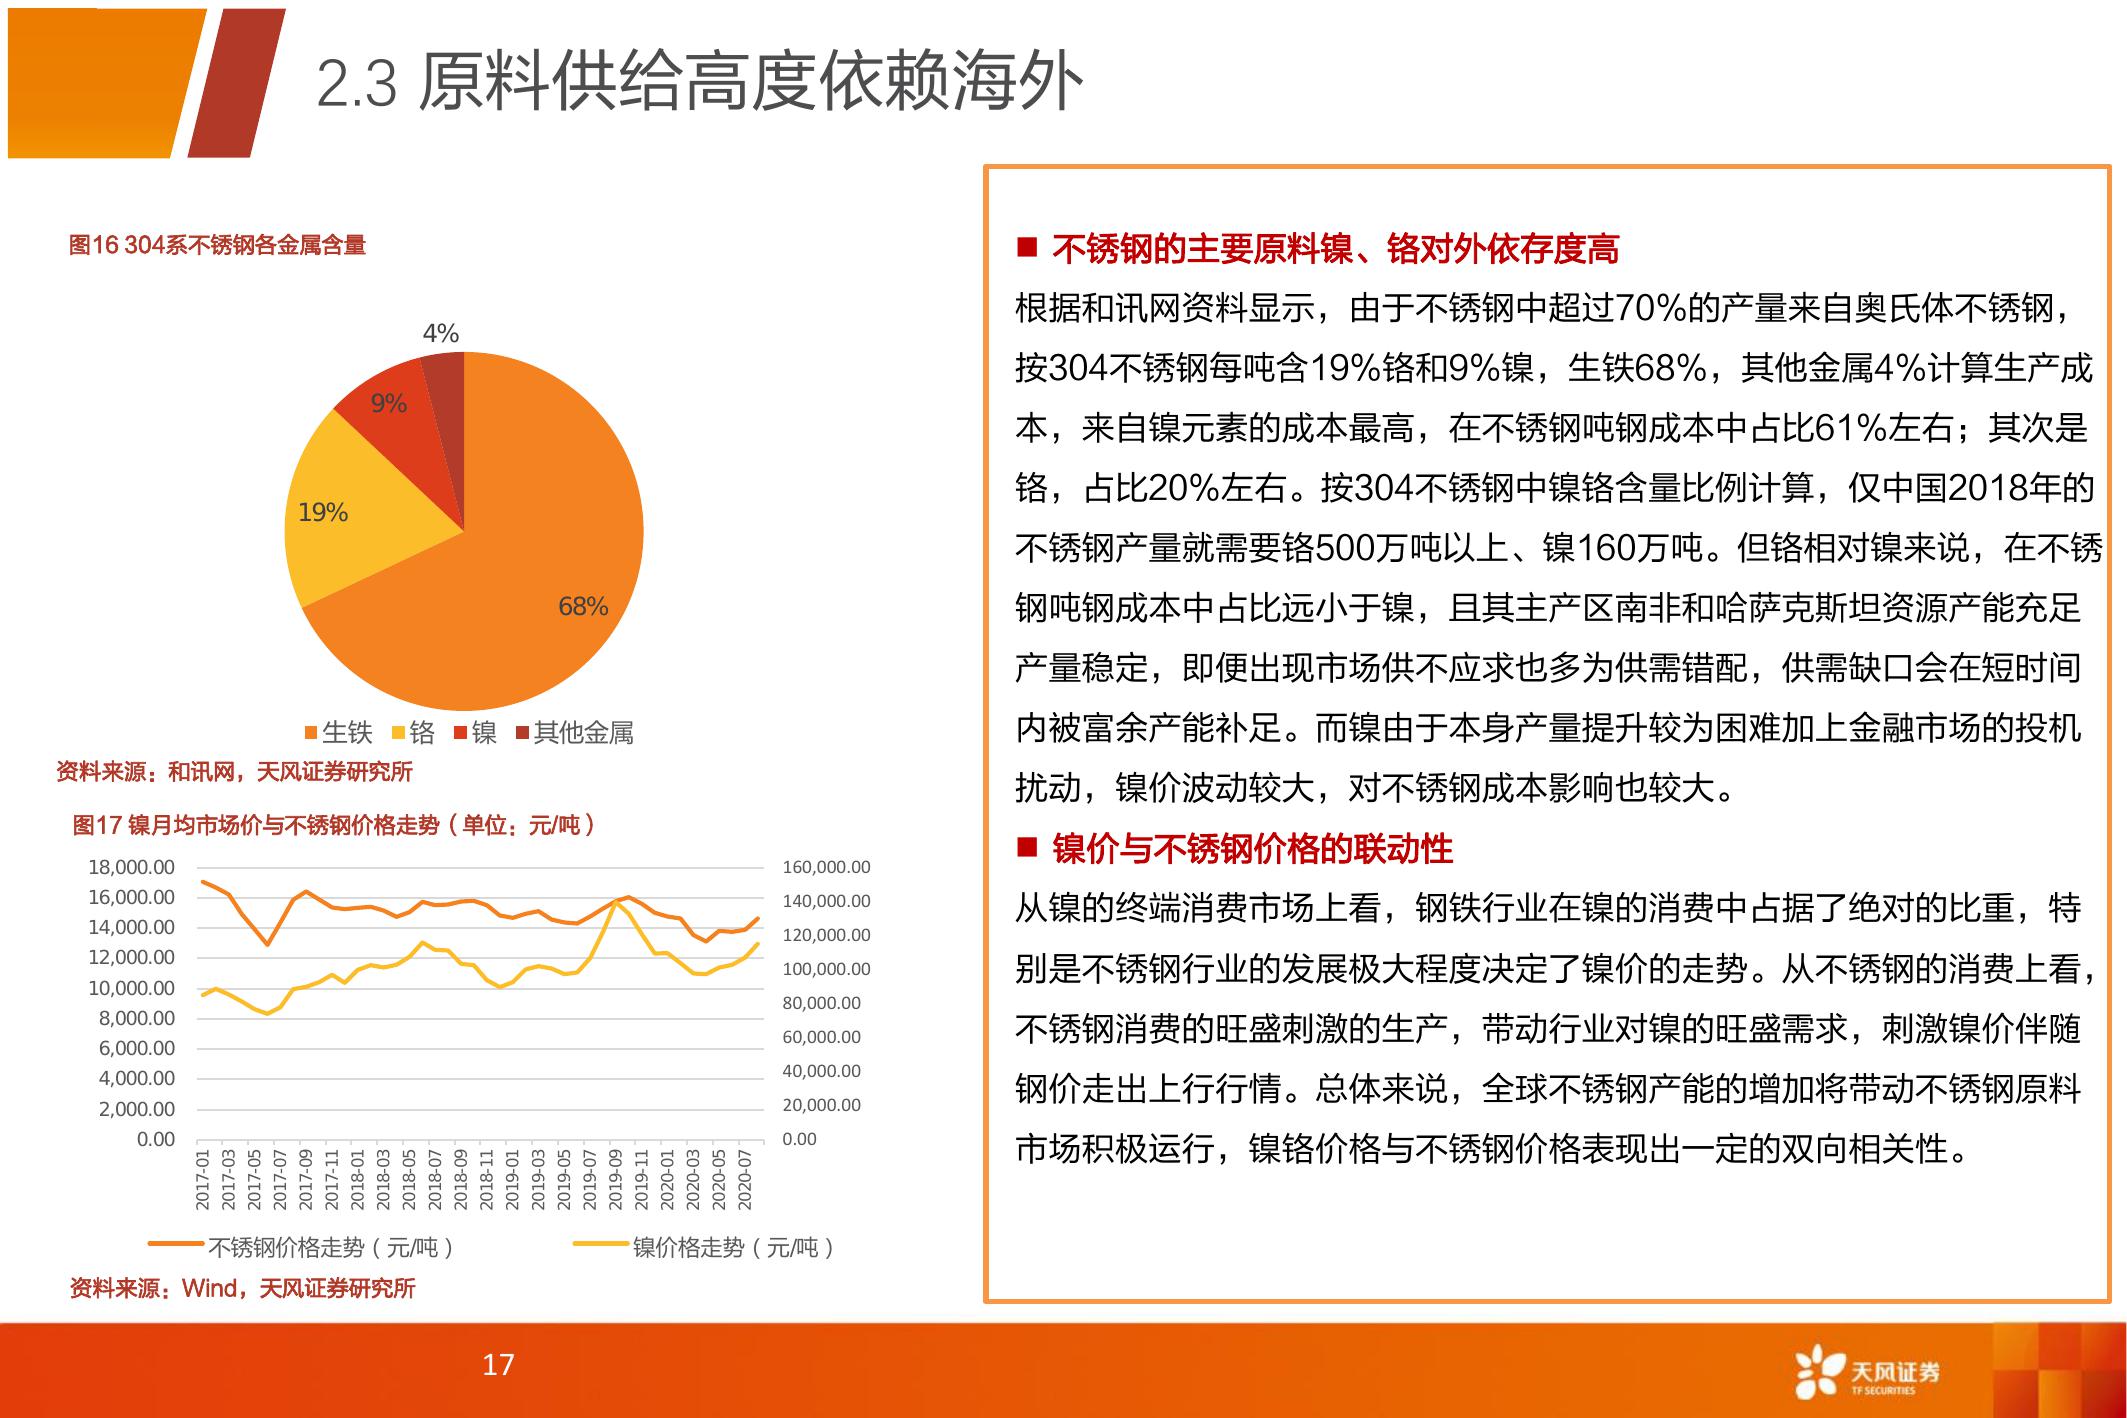 2.3 原料供给高度依赖海外
图16 304系不锈钢各金属含量
4%
9%
19%
68%
生铁 铬 镍 其他金属
资料来源：和讯网，天风证券研究所
图17 镍月均市场价与不锈钢价格走势（单位：元/吨）
18,000.00
16,000.00
14,000.00
12,000.00
10,000.00
8,000.00
6,000.00
4,000.00
2,000.00
0.00
160,000.00
140,000.00
120,000.00
100,000.00
80,000.00
60,000.00
40,000.00
20,000.00
0.00
2017-01
2017-03
2017-05
2017-07
2017-09
2017-11
2018-01
2018-03
2018-05
2018-07
2018-09
2018-11
2019-01
2019-03
2019-05
2019-07
2019-09
2019-11
2020-01
2020-03
2020-05
2020-07
不锈钢价格走势（元/吨） 镍价格走势（元/吨）
资料来源：Wind，天风证券研究所
■ 不锈钢的主要原料镍、铬对外依存度高
根据和讯网资料显示，由于不锈钢中超过70%的产量来自奥氏体不锈钢，
按304不锈钢每吨含19%铬和9%镍，生铁68%，其他金属4%计算生产成
本，来自镍元素的成本最高，在不锈钢吨钢成本中占比61%左右；其次是
铬，占比20%左右。按304不锈钢中镍铬含量比例计算，仅中国2018年的
不锈钢产量就需要铬500万吨以上、镍160万吨。但铬相对镍来说，在不锈
钢吨钢成本中占比远小于镍，且其主产区南非和哈萨克斯坦资源产能充足
产量稳定，即便出现市场供不应求也多为供需错配，供需缺口会在短时间
内被富余产能补足。而镍由于本身产量提升较为困难加上金融市场的投机
扰动，镍价波动较大，对不锈钢成本影响也较大。
■ 镍价与不锈钢价格的联动性
从镍的终端消费市场上看，钢铁行业在镍的消费中占据了绝对的比重，特
别是不锈钢行业的发展极大程度决定了镍价的走势。从不锈钢的消费上看，
不锈钢消费的旺盛刺激的生产，带动行业对镍的旺盛需求，刺激镍价伴随
钢价走出上行行情。总体来说，全球不锈钢产能的增加将带动不锈钢原料
市场积极运行，镍铬价格与不锈钢价格表现出一定的双向相关性。
17
天风证券
TF SECURITIES